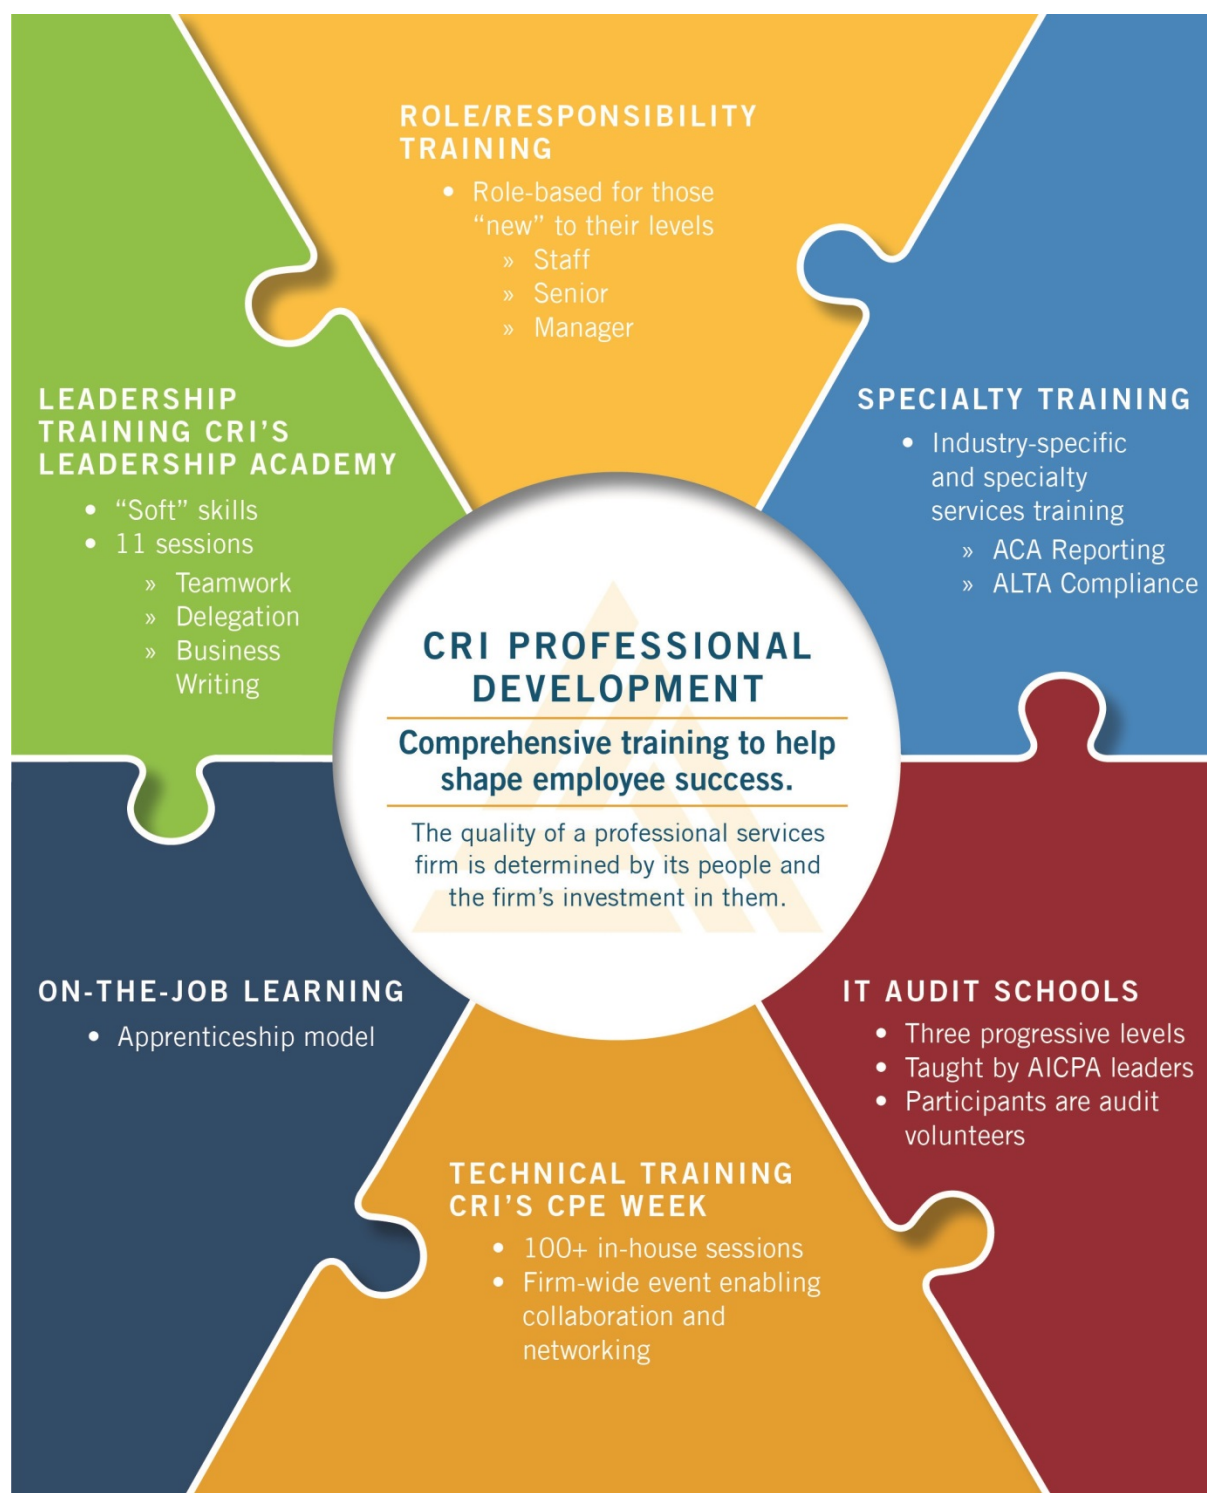 ROLE/RESPONSIBILITY
TRAINING
• Role-based for those
“new” to their levels
» Staff
» Senior
» Manager
LEADERSHIP
TRAINING CRI’S
LEADERSHIP ACADEMY
• “Soft” skills
• 11 sessions
» Teamwork
» Delegation
» Business
Writing
SPECIALTY TRAINING
• Industry-specific
and specialty
services training
» ACA Reporting
» ALTA Compliance
CRI PROFESSIONAL
DEVELOPMENT
Comprehensive training to help
shape employee success.
The quality of a professional services
firm is determined by its people and
the firm’s investment in them.
ON-THE-JOB LEARNING
• Apprenticeship model
IT AUDIT SCHOOLS
• Three progressive levels
• Taught by AICPA leaders
• Participants are audit
volunteers
TECHNICAL TRAINING
CRI’S CPE WEEK
• 100+ in-house sessions
• Firm-wide event enabling
collaboration and
networking